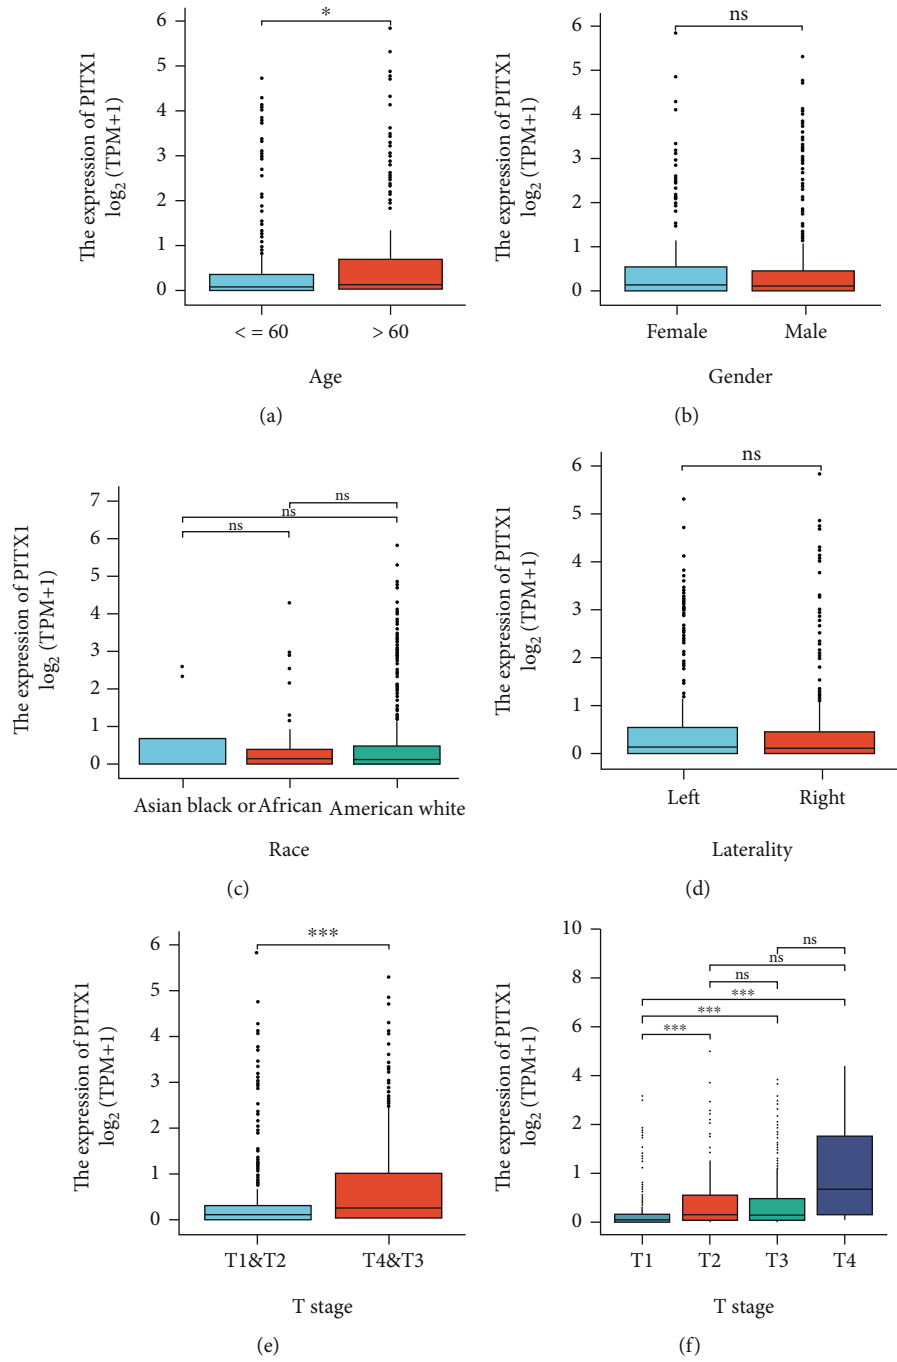 6
5
4
3
2
1
0
The expression of PITX1
log₂ (TPM+1)
*
< = 60
> 60
Age
(a)
6
5
4
3
2
1
0
The expression of PITX1
log₂ (TPM+1)
ns
Female
Male
Gender
(b)
7
6
5
4
3
2
1
0
The expression of PITX1
log₂ (TPM+1)
ns
ns
ns
Asian black or African
American white
Race
(c)
6
5
4
3
2
1
0
The expression of PITX1
log₂ (TPM+1)
ns
Left
Right
Laterality
(d)
6
5
4
3
2
1
0
The expression of PITX1
log₂ (TPM+1)
***
T1&T2
T4&T3
T stage
(e)
10
8
6
4
2
1
0
The expression of PITX1
log₂ (TPM+1)
ns
ns
ns
***
***
***
T1
T2
T3
T4
T stage
(f)